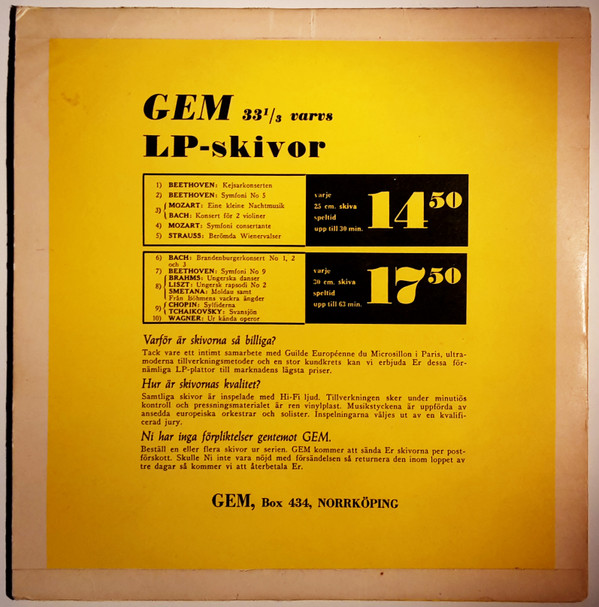 GEM 33 1/3 varvs
LP-skivor
1) BEETHOVEN: Kejsarkonserten
2) BEETHOVEN: Symfoni No 5
3) { MOZART: Eine kleine Nachtmusik
BACH: Konsert för 2 violiner
4) MOZART: Symfoni consertante
5) STRAUSS: Berömda Wienervalser
varje
25 cm. skiva
speltid
upp till 30 min.
14 50
6) BACH: Brandenburgerkonsert No 1, 2
och 3
7) BEETHOVEN: Symfoni No 9
8) { BRAHMS: Ungerska danser
LISZT: Ungersk rapsodi No 2
SMETANA: Moldau samt
Från Böhmens vackra ängder
9) { CHOPIN: Sylfiderna
TCHAIKOVSKY: Svansjön
10) WAGNER: Ur kända operor
varje
30 cm. skiva
speltid
upp till 63 min.
17 50
Varför är skivorna så billiga?
Tack vare ett intimt samarbete med Guilde Européenne du Microsillon i Paris, ultra-
moderna tillverkningsmetoder och en stor kundkrets kan vi erbjuda Er dessa för-
nämliga LP-plattor till marknadens lägsta priser.
Hur är skivornas kvalitet?
Samtliga skivor är inspelade med Hi-Fi ljud. Tillverkningen sker under minutiös
kontroll och pressningsmaterialet är ren vinylplast. Musikstyckena är uppförda av
ansedda europeiska orkestrar och solister. Inspelningarna väljes ut av en kvalifi-
cerad jury.
Ni har inga förpliktelser gentemot GEM.
Beställ en eller flera skivor ur serien. GEM kommer att sända Er skivorna per post-
förskott. Skulle Ni inte vara nöjd med försändelsen så returnera den inom loppet av
tre dagar så kommer vi att återbetala Er.
GEM, Box 434, NORRKÖPING